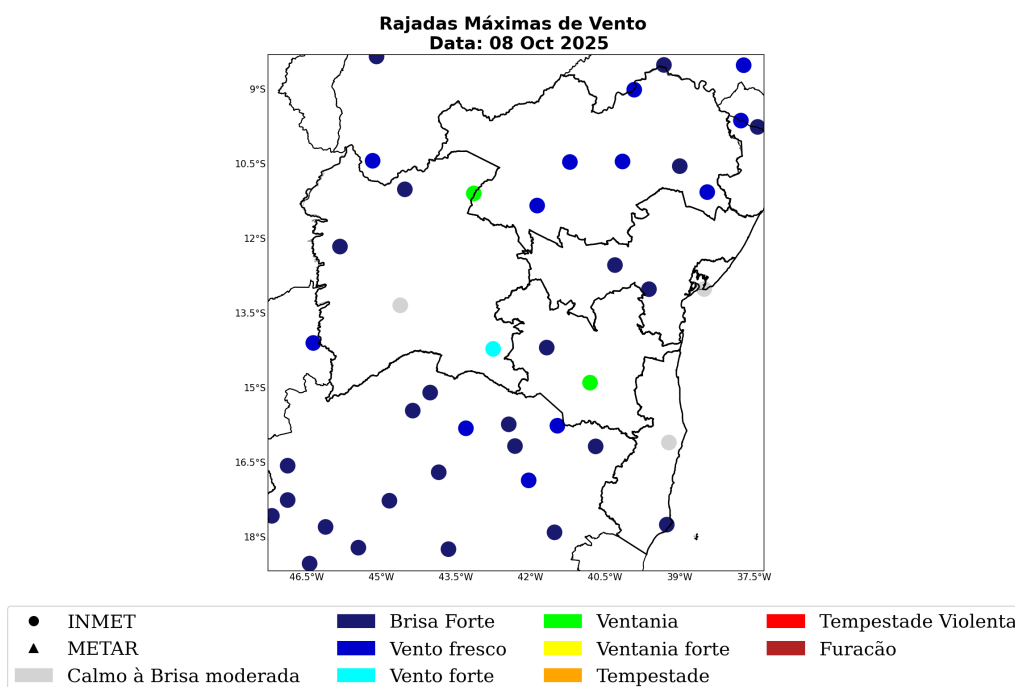 Rajadas Máximas de Vento
Data: 08 Oct 2025
9°S
10.5°S
12°S
13.5°S
15°S
16.5°S
18°S
46.5°W 45°W 43.5°W 42°W 40.5°W 39°W 37.5°W
INMET Brisa Forte Ventania Tempestade Violenta
METAR Vento fresco Ventania forte Furacão
Calmo à Brisa moderada Vento forte Tempestade